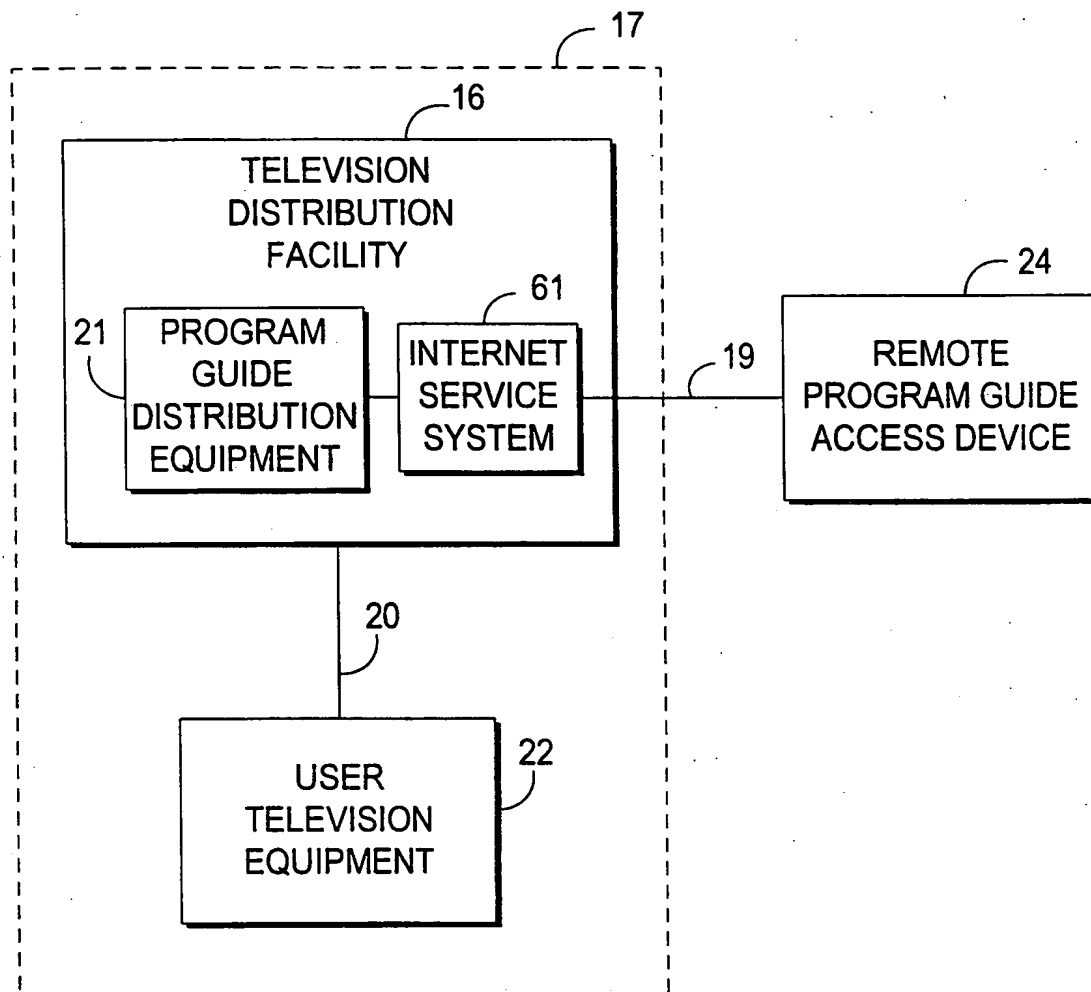 17
16
TELEVISION
DISTRIBUTION
FACILITY
24
61
21
PROGRAM
GUIDE
DISTRIBUTION
EQUIPMENT
INTERNET
SERVICE
SYSTEM
19
REMOTE
PROGRAM GUIDE
ACCESS DEVICE
20
22
USER
TELEVISION
EQUIPMENT